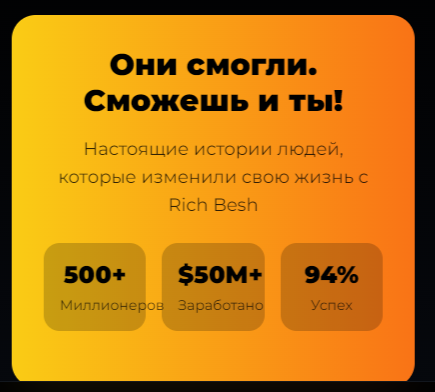 Они смогли.
Сможешь и ты!
Настоящие истории людей,
которые изменили свою жизнь с
Rich Besh
500+ $50M+ 94%
Миллионеров Заработано Успех